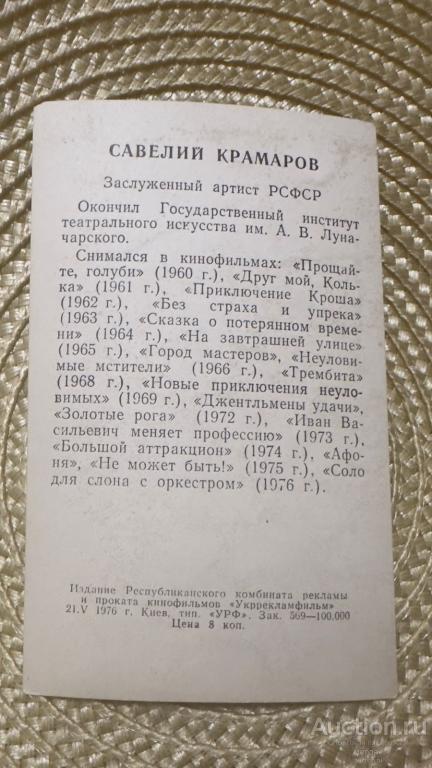 САВЕЛИЙ КРАМАРОВ
Заслуженный артист РСФСР
Окончил Государственный институт
театрального искусства им. А. В. Луна-
чарского.
Снимался в кинофильмах: «Прощай-
те, голуби» (1960 г.), «Друг мой, Коль-
ка» (1961 г.), «Приключение Кроша»
(1962 г.), «Без страха и упрека»
(1963 г.), «Сказка о потерянном време-
ни» (1964 г.), «На завтрашней улице»
(1965 г.), «Город мастеров», «Неулови-
мые мстители» (1966 г.), «Трембита»
(1968 г.), «Новые приключения неуло-
вимых» (1969 г.), «Джентльмены удачи»,
«Золотые рога» (1972 г.), «Иван Ва-
сильевич меняет профессию» (1973 г.),
«Большой аттракцион» (1974 г.), «Афо-
ня», «Не может быть!» (1975 г.), «Соло
для слона с оркестром» (1976 г.).
Издание Республиканского комбината рекламы
и проката кинофильмов «Укррекламфильм»
21.V 1976 г. Киев, тип. «УРФ». Зак. 569—100.000
Цена 8 коп.
Auction.ru